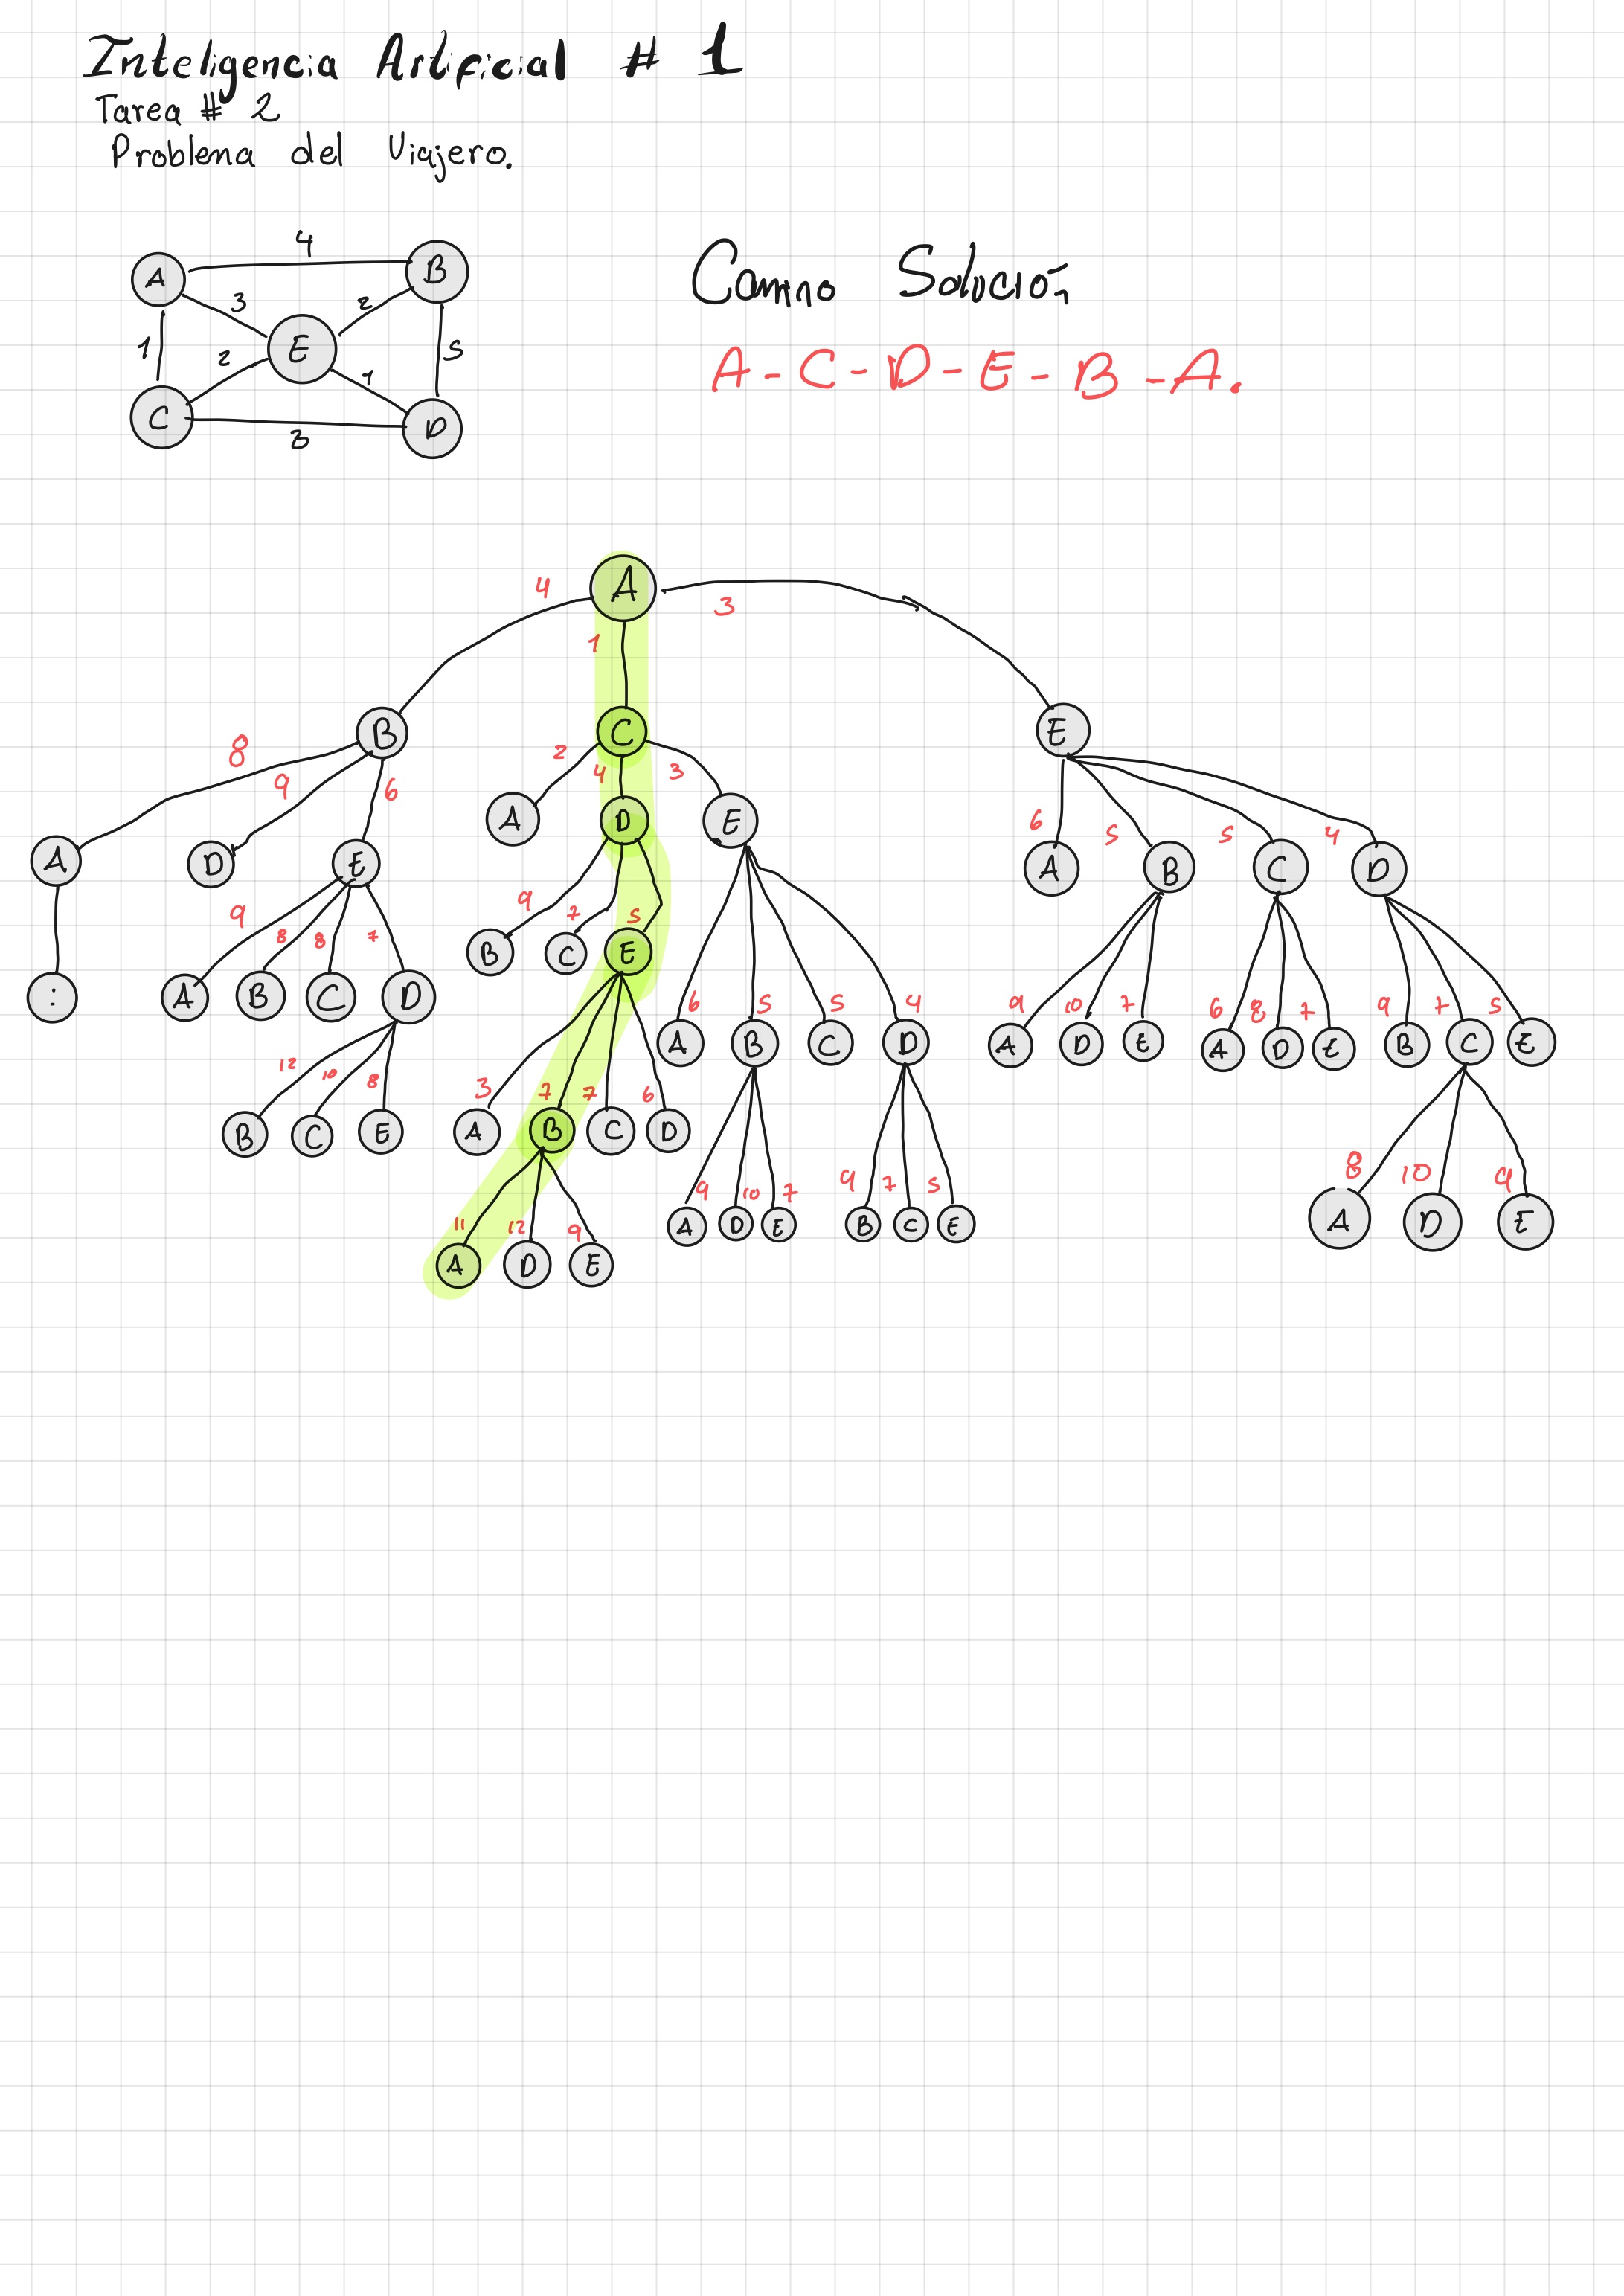 Inteligencia Artificial # 1
Tarea # 2
Problema del Viajero.
4
A B
3 2
1 E 5
2 1
C D
3
Camino Solución
A - C - D - E - B - A.
A
4 3
1
B C E
8 9 6 2 4 3
A D E
A D E
6 5 5 4
A B C D
9 8 8 7
9 7 5
B C E
: A B C D
6 5 5 4
A B C D
9 10 7 6 8 7 9 7 5
A D E A D E B C E
12 10 8
B C E
3 7 7 6
A B C D
9 10 7 9 7 5
A D E B C E
8 10 9
A D E
11 12 9
A D E